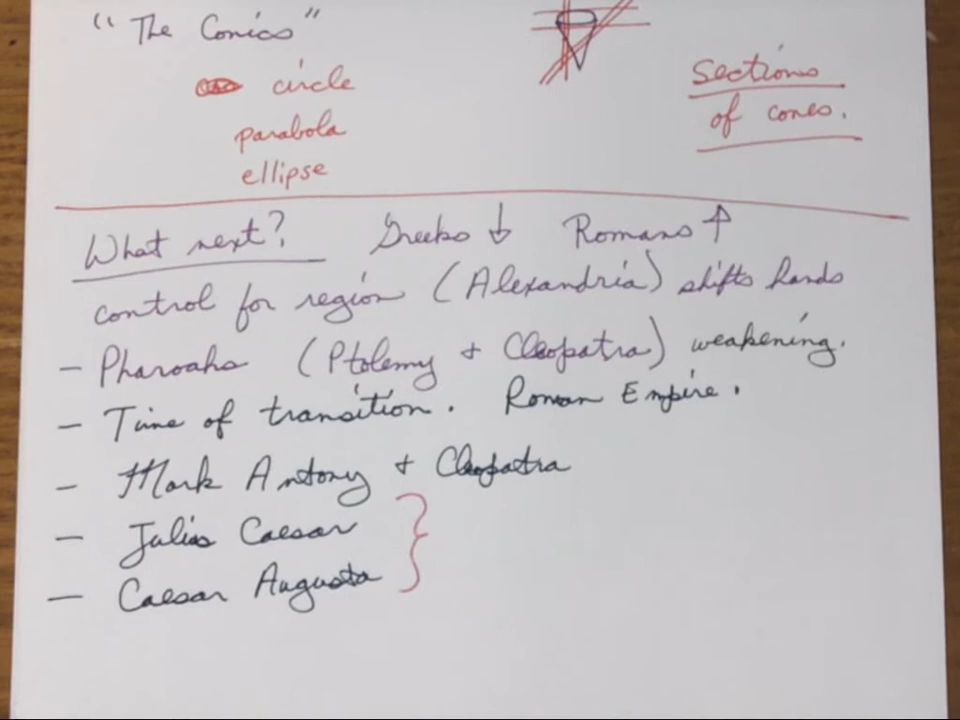 "The Conics"
circle
parabola
ellipse
Sections
of cones.
What next? Greeks ↓ Romans ↑
control for region (Alexandria) shifts hands
- Pharoahs (Ptolemy + Cleopatra) weakening.
- Time of transition. Roman Empire.
- Mark Antony + Cleopatra
- Julius Caesar
- Caesar Augusta